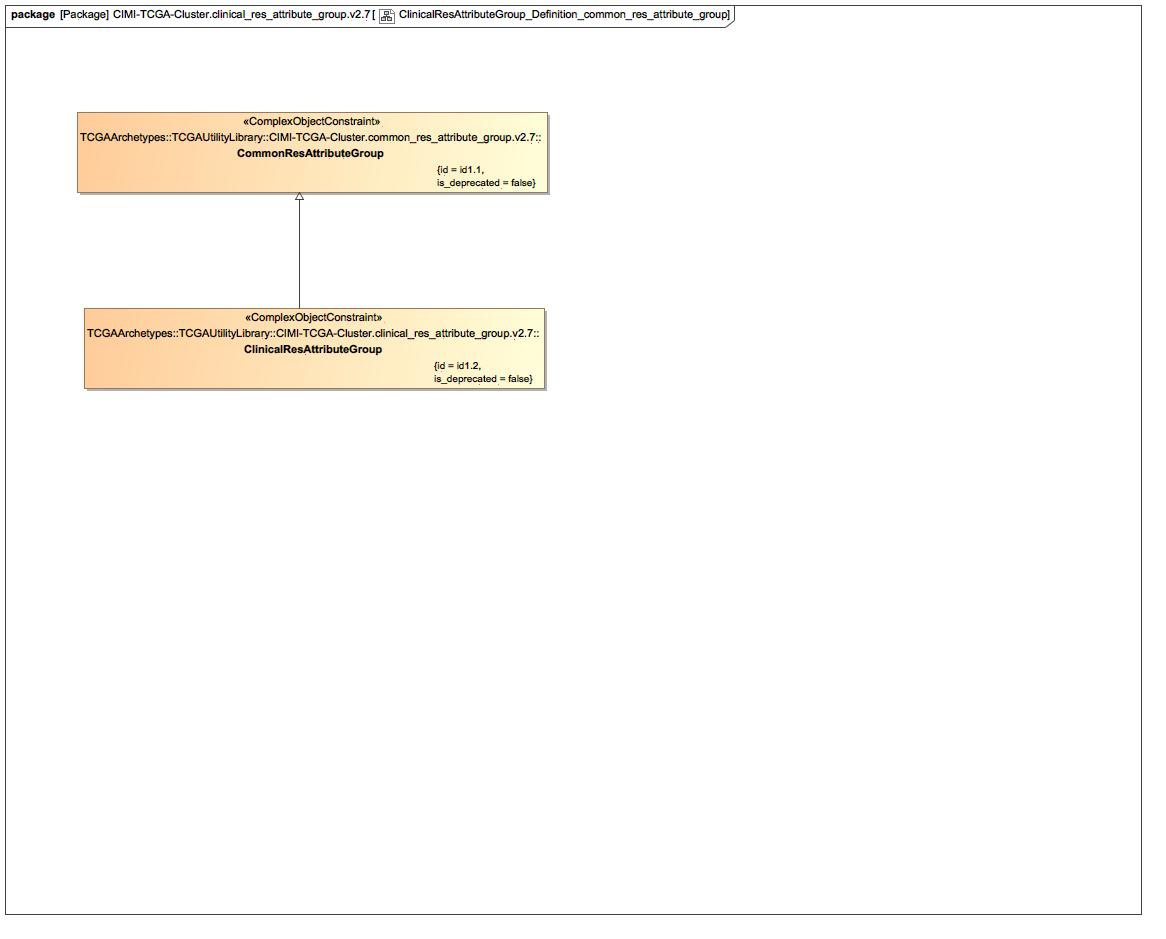 package [Package] CIMI-TCGA-Cluster.clinical_res_attribute_group.v2.7 [ ClinicalResAttributeGroup_Definition_common_res_attribute_group]
«ComplexObjectConstraint»
TCGAArchetypes::TCGAUtilityLibrary::CIMI-TCGA-Cluster.common_res_attribute_group.v2.7::
CommonResAttributeGroup
{id = id1.1,
is_deprecated = false}
«ComplexObjectConstraint»
TCGAArchetypes::TCGAUtilityLibrary::CIMI-TCGA-Cluster.clinical_res_attribute_group.v2.7::
ClinicalResAttributeGroup
{id = id1.2,
is_deprecated = false}